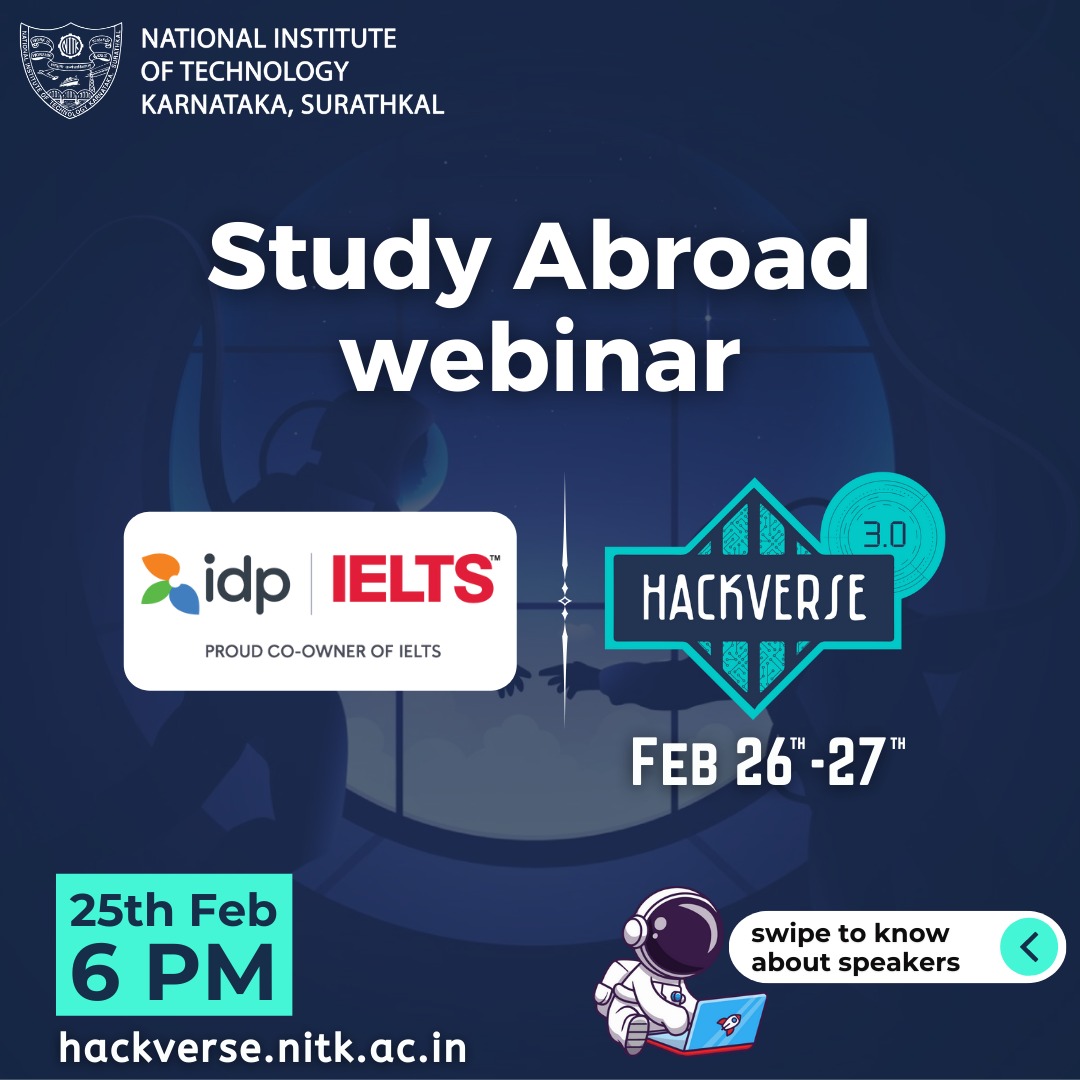 NATIONAL INSTITUTE
OF TECHNOLOGY
KARNATAKA, SURATHKAL
Study Abroad
webinar
idp | IELTS™
PROUD CO-OWNER OF IELTS
3.0
HACKVERSE
FEB 26TH-27TH
25th Feb
6 PM
hackverse.nitk.ac.in
swipe to know
about speakers